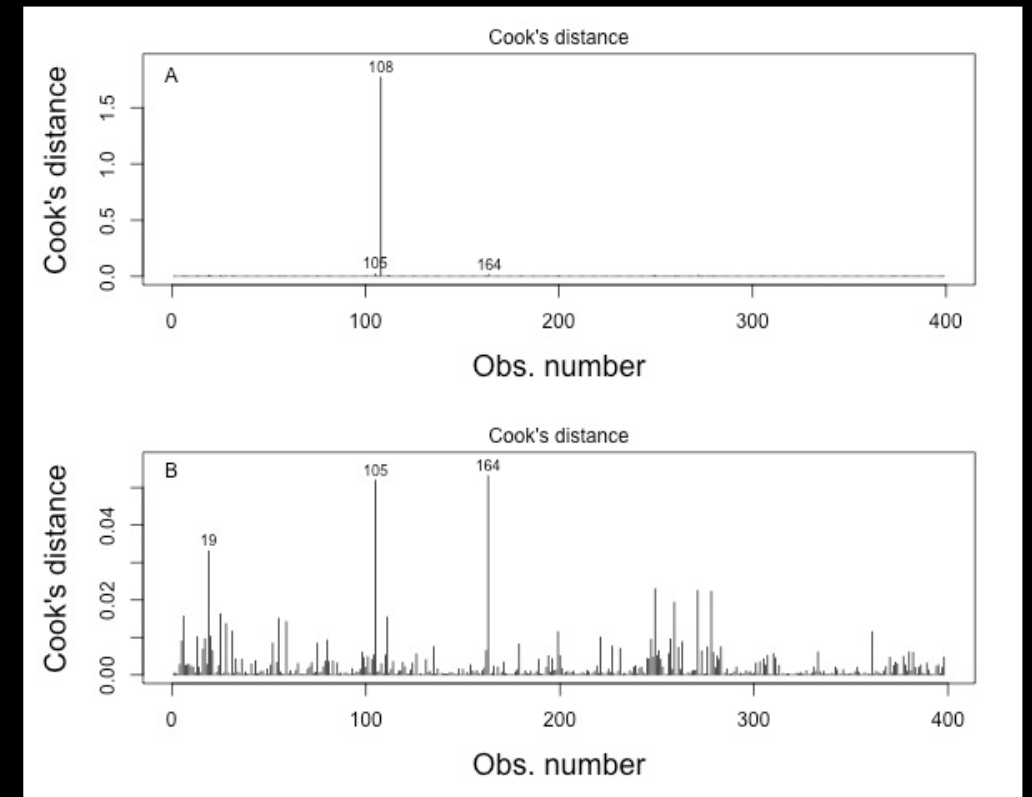 Cook's distance
A
108
Cook's distance
0.0 0.5 1.0 1.5
105 164
0 100 200 300 400
Obs. number
Cook's distance
B
105 164
19
Cook's distance
0.00 0.02 0.04
0 100 200 300 400
Obs. number